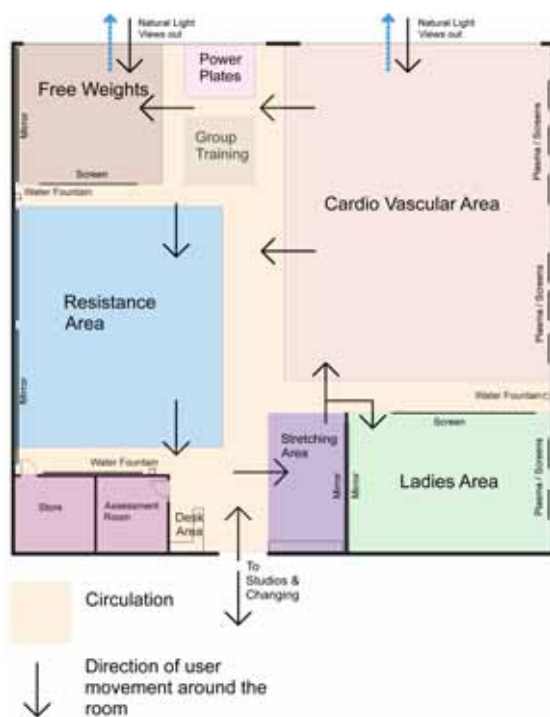 Natural Light
Views out
Natural Light
Views out
Power
Plates
Free Weights
Mirror
Group
Training
Plasma / Screens
Screen
Water Fountain
Cardio Vascular Area
Plasma / Screens
Resistance
Area
Mirror
Water Fountain
Screen
Stretching
Area
Water Fountain
Mirror
Mirror
Ladies Area
Plasma / Screens
Store
Assessment
Room
Desk
Area
To
Studios &
Changing
Circulation
Direction of user
movement around the
room